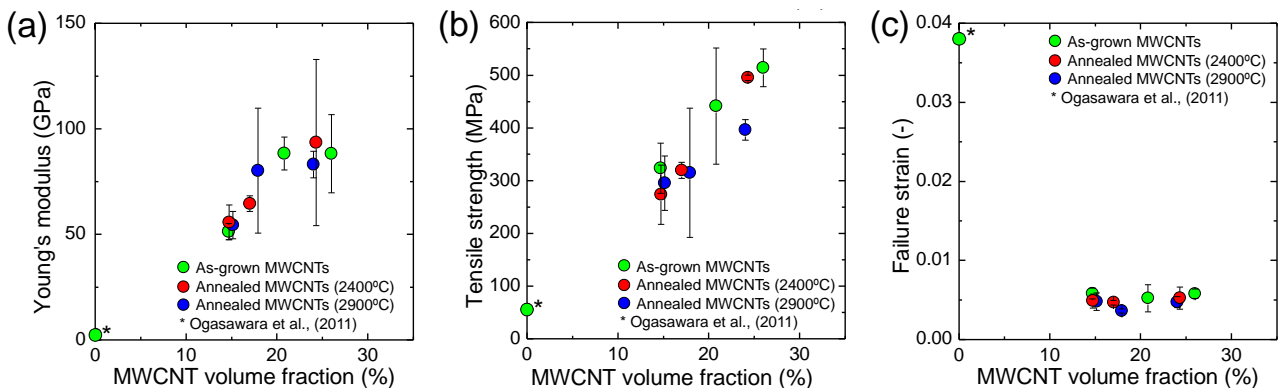 (a)
150
100
50
0
Young's modulus (GPa)
As-grown MWCNTs
Annealed MWCNTs (2400ºC)
Annealed MWCNTs (2900ºC)
* Ogasawara et al., (2011)
*
0 10 20 30
MWCNT volume fraction (%)
(b)
600
500
400
300
200
100
0
Tensile strength (MPa)
As-grown MWCNTs
Annealed MWCNTs (2400ºC)
Annealed MWCNTs (2900ºC)
* Ogasawara et al., (2011)
*
0 10 20 30
MWCNT volume fraction (%)
(c)
0.04
0.03
0.02
0.01
0.00
Failure strain (-)
*
As-grown MWCNTs
Annealed MWCNTs (2400ºC)
Annealed MWCNTs (2900ºC)
* Ogasawara et al., (2011)
0 10 20 30
MWCNT volume fraction (%)